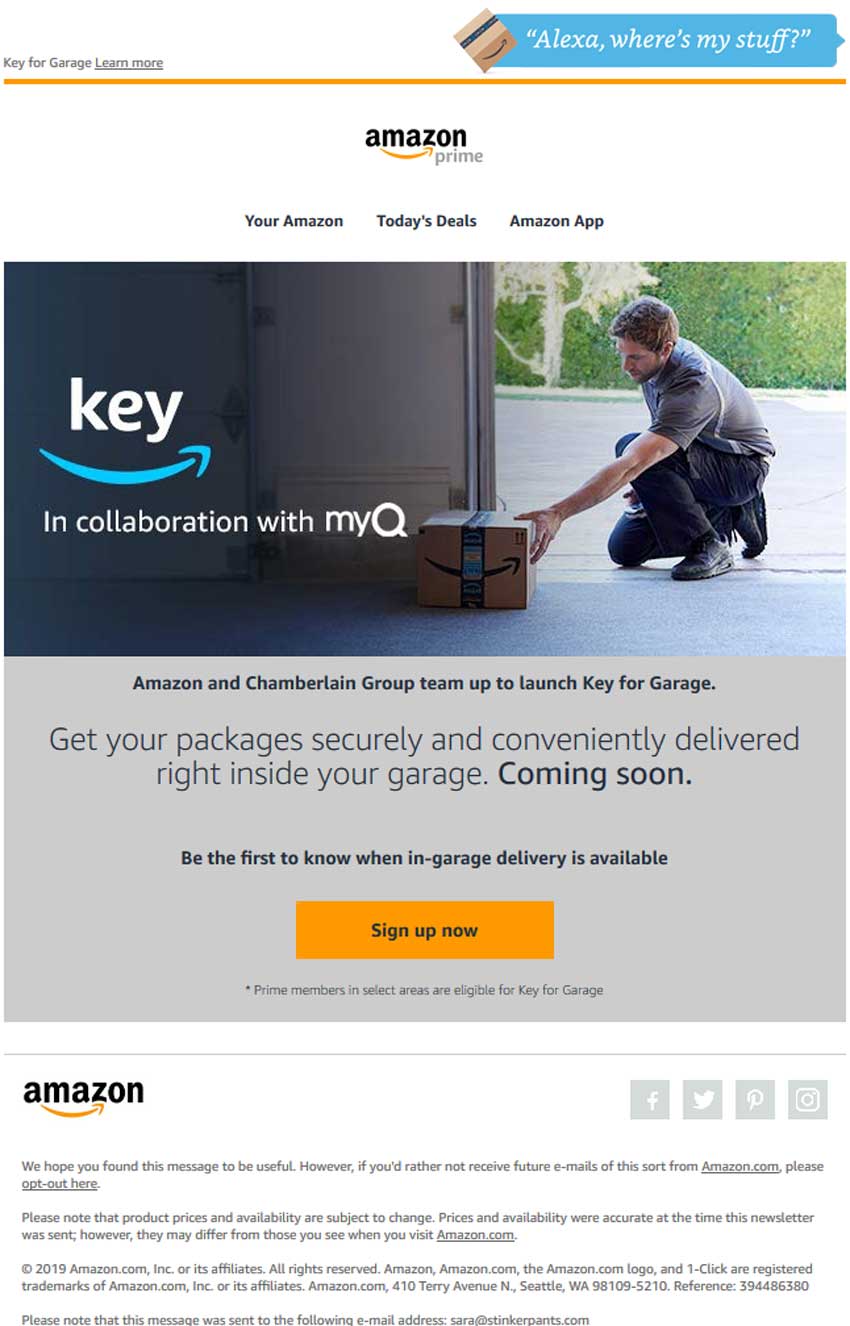 “Alexa, where’s my stuff?”
Key for Garage Learn more
amazon
prime
Your Amazon Today's Deals Amazon App
key
In collaboration with myQ
Amazon and Chamberlain Group team up to launch Key for Garage.
Get your packages securely and conveniently delivered
right inside your garage. Coming soon.
Be the first to know when in-garage delivery is available
Sign up now
* Prime members in select areas are eligible for Key for Garage
amazon
We hope you found this message to be useful. However, if you'd rather not receive future e-mails of this sort from Amazon.com, please
opt-out here.
Please note that product prices and availability are subject to change. Prices and availability were accurate at the time this newsletter
was sent; however, they may differ from those you see when you visit Amazon.com.
© 2019 Amazon.com, Inc. or its affiliates. All rights reserved. Amazon, Amazon.com, the Amazon.com logo, and 1-Click are registered
trademarks of Amazon.com, Inc. or its affiliates. Amazon.com, 410 Terry Avenue N., Seattle, WA 98109-5210. Reference: 394486380
Please note that this message was sent to the following e-mail address: sara@stinkerpants.com